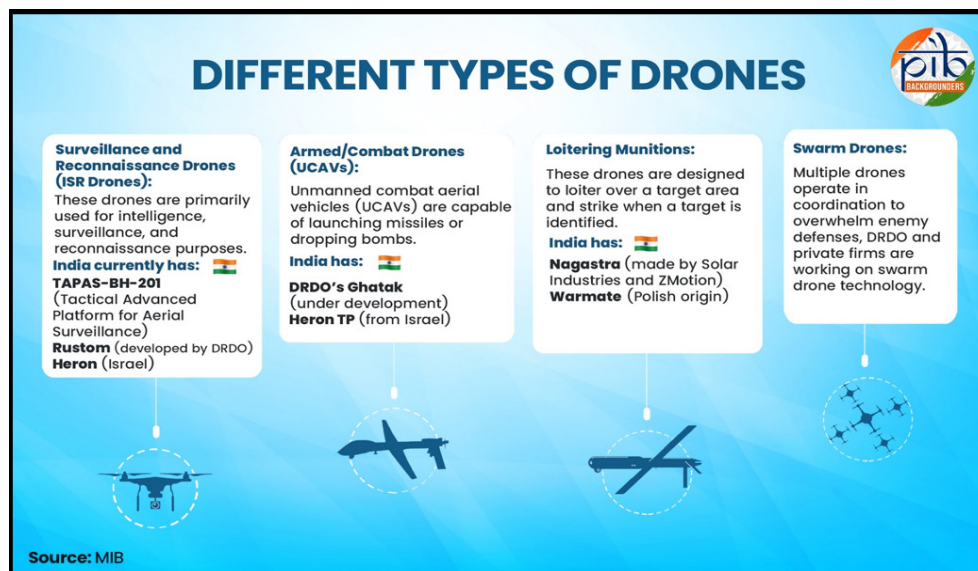 DIFFERENT TYPES OF DRONES
pib
BACKGROUNDERS
Surveillance and
Reconnaissance Drones
(ISR Drones):
These drones are primarily
used for intelligence,
surveillance, and
reconnaissance purposes.
India currently has:
TAPAS-BH-201
(Tactical Advanced
Platform for Aerial
Surveillance)
Rustom (developed by DRDO)
Heron (Israel)
Armed/Combat Drones
(UCAVs):
Unmanned combat aerial
vehicles (UCAVs) are capable
of launching missiles or
dropping bombs.
India has:
DRDO's Ghatak
(under development)
Heron TP (from Israel)
Loitering Munitions:
These drones are designed
to loiter over a target area
and strike when a target is
identified.
India has:
Nagastra (made by Solar
Industries and ZMotion)
Warmate (Polish origin)
Swarm Drones:
Multiple drones
operate in
coordination to
overwhelm enemy
defenses, DRDO and
private firms are
working on swarm
drone technology.
Source: MIB